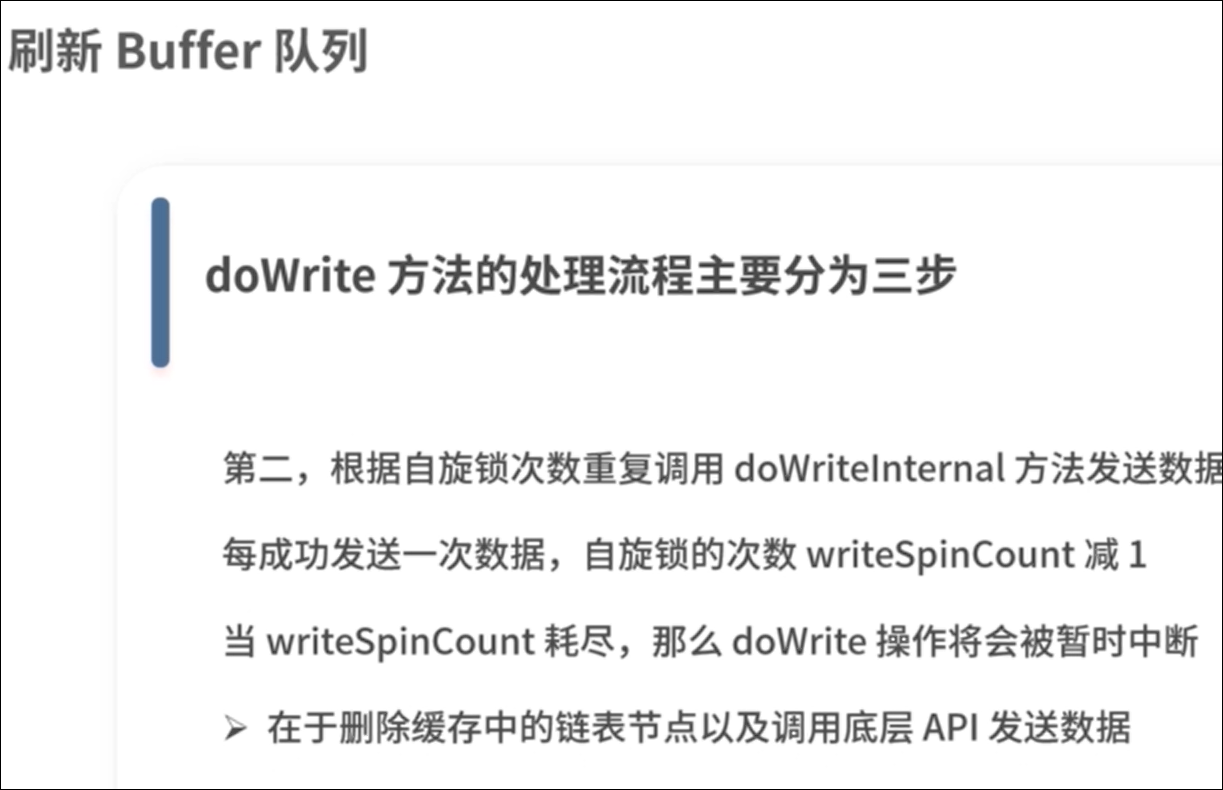 刷新 Buffer 队列
doWrite 方法的处理流程主要分为三步
第二，根据自旋锁次数重复调用 doWriteInternal 方法发送数据
每成功发送一次数据，自旋锁的次数 writeSpinCount 减 1
当 writeSpinCount 耗尽，那么 doWrite 操作将会被暂时中断
➢ 在于删除缓存中的链表节点以及调用底层 API 发送数据